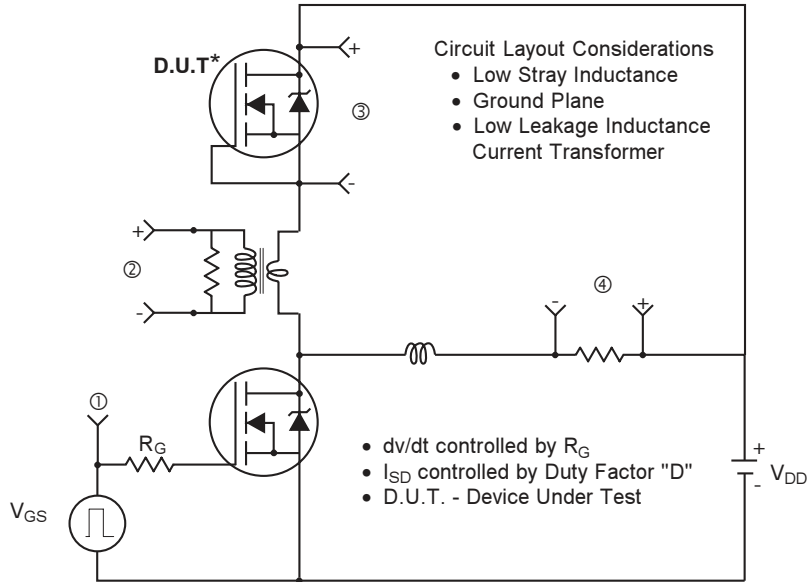 D.U.T*
+
③
-
Circuit Layout Considerations
• Low Stray Inductance
• Ground Plane
• Low Leakage Inductance
Current Transformer
+
②
-
④
-
+
①
R_G
V_GS
• dv/dt controlled by R_G
• I_SD controlled by Duty Factor "D"
• D.U.T. - Device Under Test
+
-
V_DD